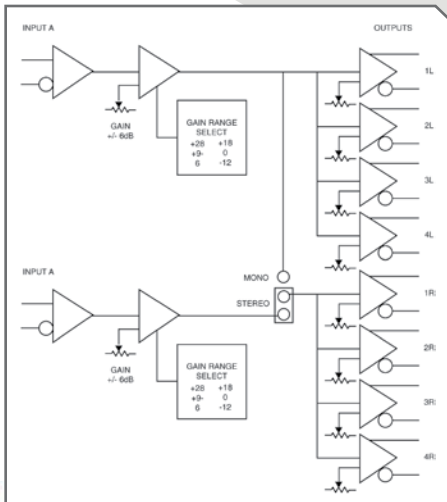 INPUT A
OUTPUTS
1L
GAIN
+/- 6dB
GAIN RANGE
SELECT
+28 +18
+9- 0
6 -12
2L
3L
4L
MONO
STEREO
INPUT A
1R
GAIN
+/- 6dB
GAIN RANGE
SELECT
+28 +18
+9- 0
6 -12
2R
3R
4R